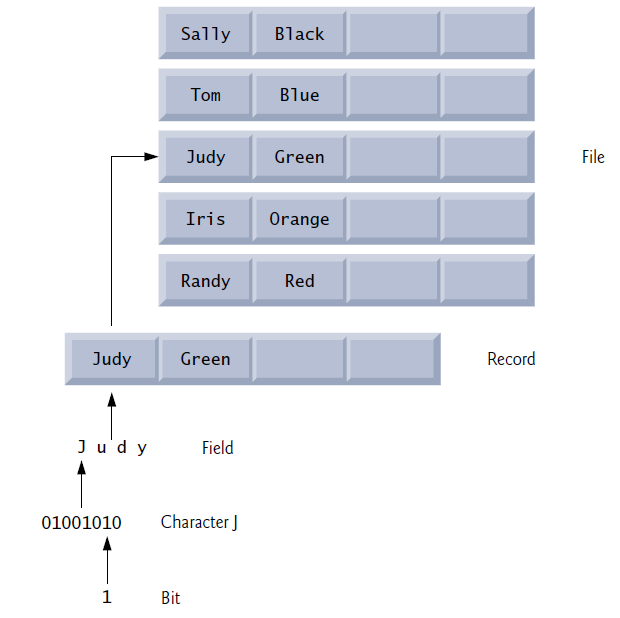 Sally Black
Tom Blue
Judy Green File
Iris Orange
Randy Red
Judy Green Record
J u d y Field
01001010 Character J
1 Bit